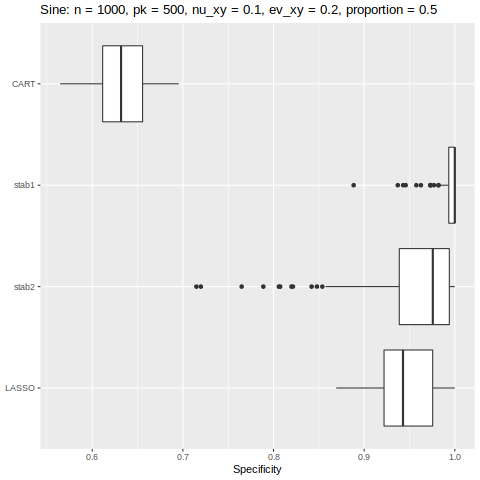 Sine: n = 1000, pk = 500, nu_xy = 0.1, ev_xy = 0.2, proportion = 0.5
CART
stab1
stab2
LASSO
0.6 0.7 0.8 0.9 1.0
Specificity